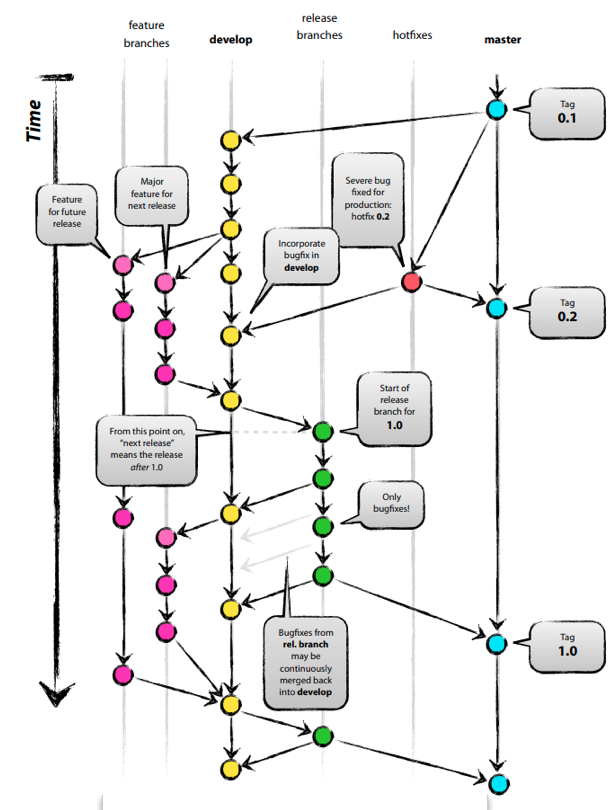 feature
branches
develop
release
branches
hotfixes
master
Time
Tag
0.1
Feature
for future
release
Major
feature for
next release
Severe bug
fixed for
production:
hotfix 0.2
Incorporate
bugfix in
develop
Tag
0.2
Start of
release
branch for
1.0
From this point on,
“next release”
means the release
after 1.0
Only
bugfixes!
Bugfixes from
rel. branch
may be
continuously
merged back
into develop
Tag
1.0